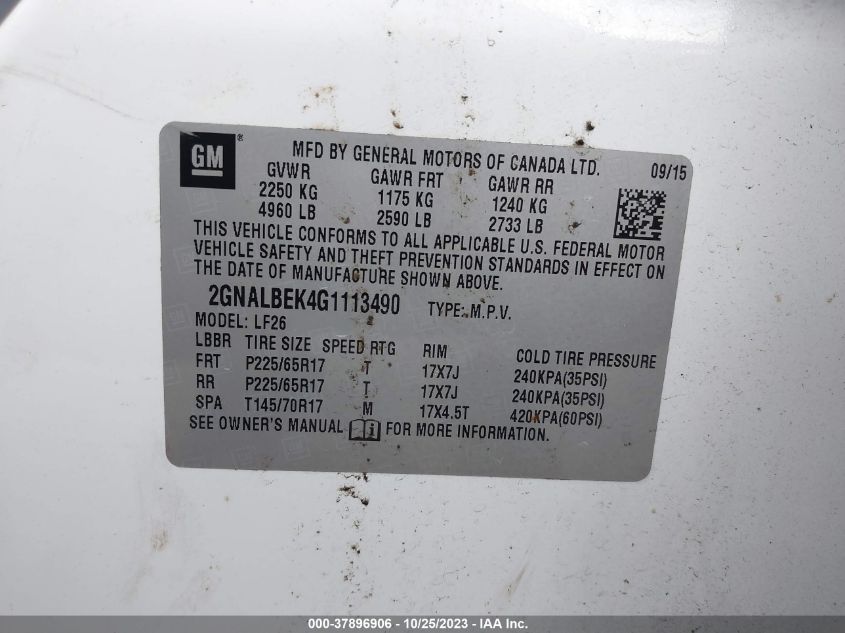 GM ® MFD BY GENERAL MOTORS OF CANADA LTD. 09/15
GVWR GAWR FRT GAWR RR
2250 KG 1175 KG 1240 KG
4960 LB 2590 LB 2733 LB
THIS VEHICLE CONFORMS TO ALL APPLICABLE U.S. FEDERAL MOTOR
VEHICLE SAFETY AND THEFT PREVENTION STANDARDS IN EFFECT ON
THE DATE OF MANUFACTURE SHOWN ABOVE.
2GNALBEK4G1113490 TYPE: M.P.V.
MODEL: LF26
LBBR TIRE SIZE SPEED RTG RIM COLD TIRE PRESSURE
FRT P225/65R17 T 17X7J 240KPA(35PSI)
RR P225/65R17 T 17X7J 240KPA(35PSI)
SPA T145/70R17 M 17X4.5T 420KPA(60PSI)
SEE OWNER'S MANUAL i FOR MORE INFORMATION.
000-37896906 - 10/25/2023 - IAA Inc.